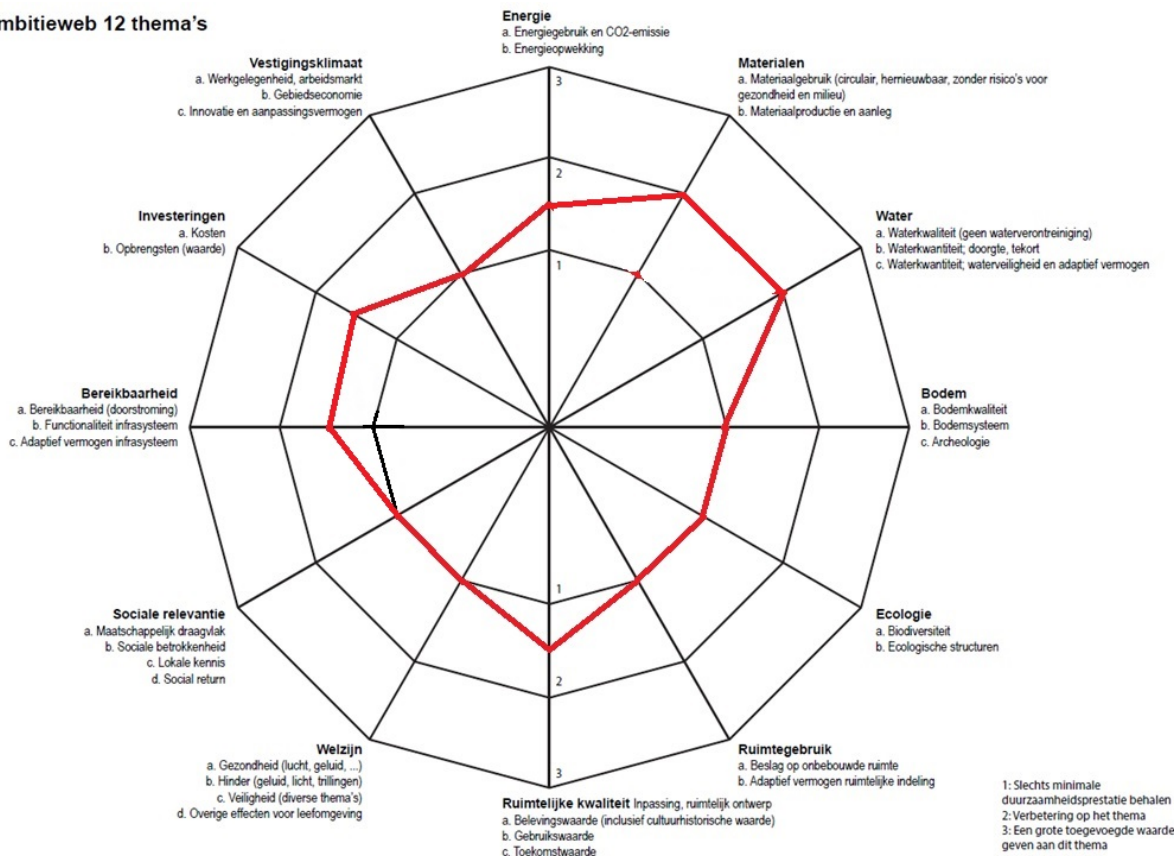 mbitieweb 12 thema's
Energie
a. Energiegebruik en CO2-emissie
b. Energieopwekking
Materialen
a. Materiaalgebruik (circulair, hernieuwbaar, zonder risico's voor
gezondheid en milieu)
b. Materiaalproductie en aanleg
Water
a. Waterkwaliteit (geen waterverontreiniging)
b. Waterkwantiteit; doorgte, tekort
c. Waterkwantiteit; waterveiligheid en adaptief vermogen
Bodem
a. Bodemkwaliteit
b. Bodemsysteem
c. Archeologie
Ecologie
a. Biodiversiteit
b. Ecologische structuren
Ruimtegebruik
a. Beslag op onbebouwde ruimte
b. Adaptief vermogen ruimtelijke indeling
Ruimtelijke kwaliteit Inpassing, ruimtelijk ontwerp
a. Belevingswaarde (inclusief cultuurhistorische waarde)
b. Gebruikswaarde
c. Toekomstwaarde
Welzijn
a. Gezondheid (lucht, geluid, ...)
b. Hinder (geluid, licht, trillingen)
c. Veiligheid (diverse thema's)
d. Overige effecten voor leefomgeving
Sociale relevantie
a. Maatschappelijk draagvlak
b. Sociale betrokkenheid
c. Lokale kennis
d. Social return
Bereikbaarheid
a. Bereikbaarheid (doorstroming)
b. Functionaliteit infrasysteem
c. Adaptief vermogen infrasysteem
Investeringen
a. Kosten
b. Opbrengsten (waarde)
Vestigingsklimaat
a. Werkgelegenheid, arbeidsmarkt
b. Gebiedseconomie
c. Innovatie en aanpassingsvermogen
3
2
1
1
2
3
1: Slechts minimale
duurzaamheidsprestatie behalen
2: Verbetering op het thema
3: Een grote toegevoegde waarde
geven aan dit thema